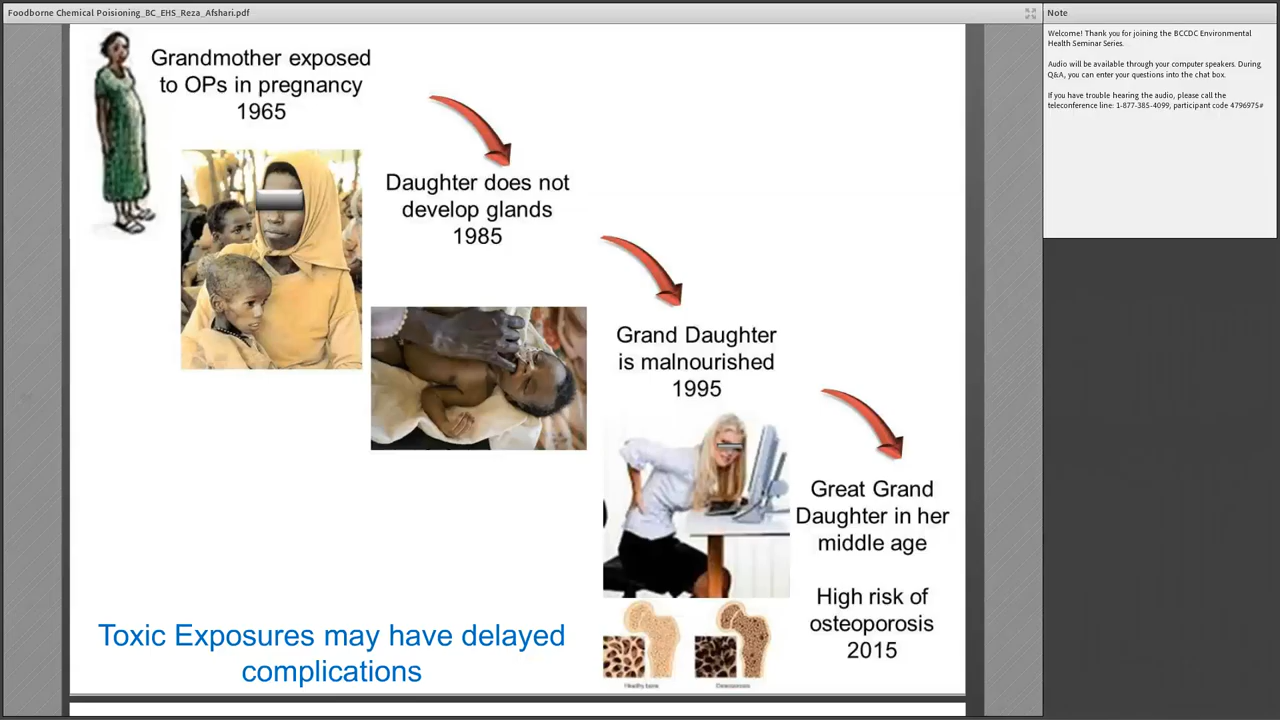 Foodborne Chemical Poisioning_BC_EHS_Reza_Afshari.pdf
Grandmother exposed
to OPs in pregnancy
1965
Daughter does not
develop glands
1985
Grand Daughter
is malnourished
1995
Great Grand
Daughter in her
middle age
High risk of
osteoporosis
2015
Healthy bone
Osteoporosis
Toxic Exposures may have delayed
complications
Note
Welcome! Thank you for joining the BCCDC Environmental
Health Seminar Series.
Audio will be available through your computer speakers. During
Q&A, you can enter your questions into the chat box.
If you have trouble hearing the audio, please call the
teleconference line: 1-877-385-4099, participant code 4796975#